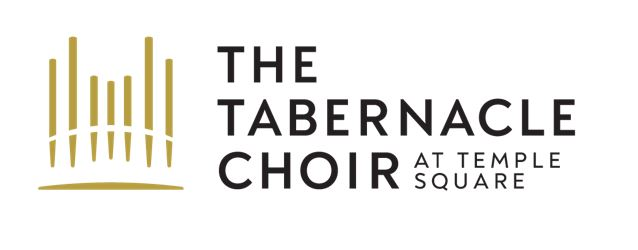 THE
TABERNACLE
CHOIR AT TEMPLE
SQUARE